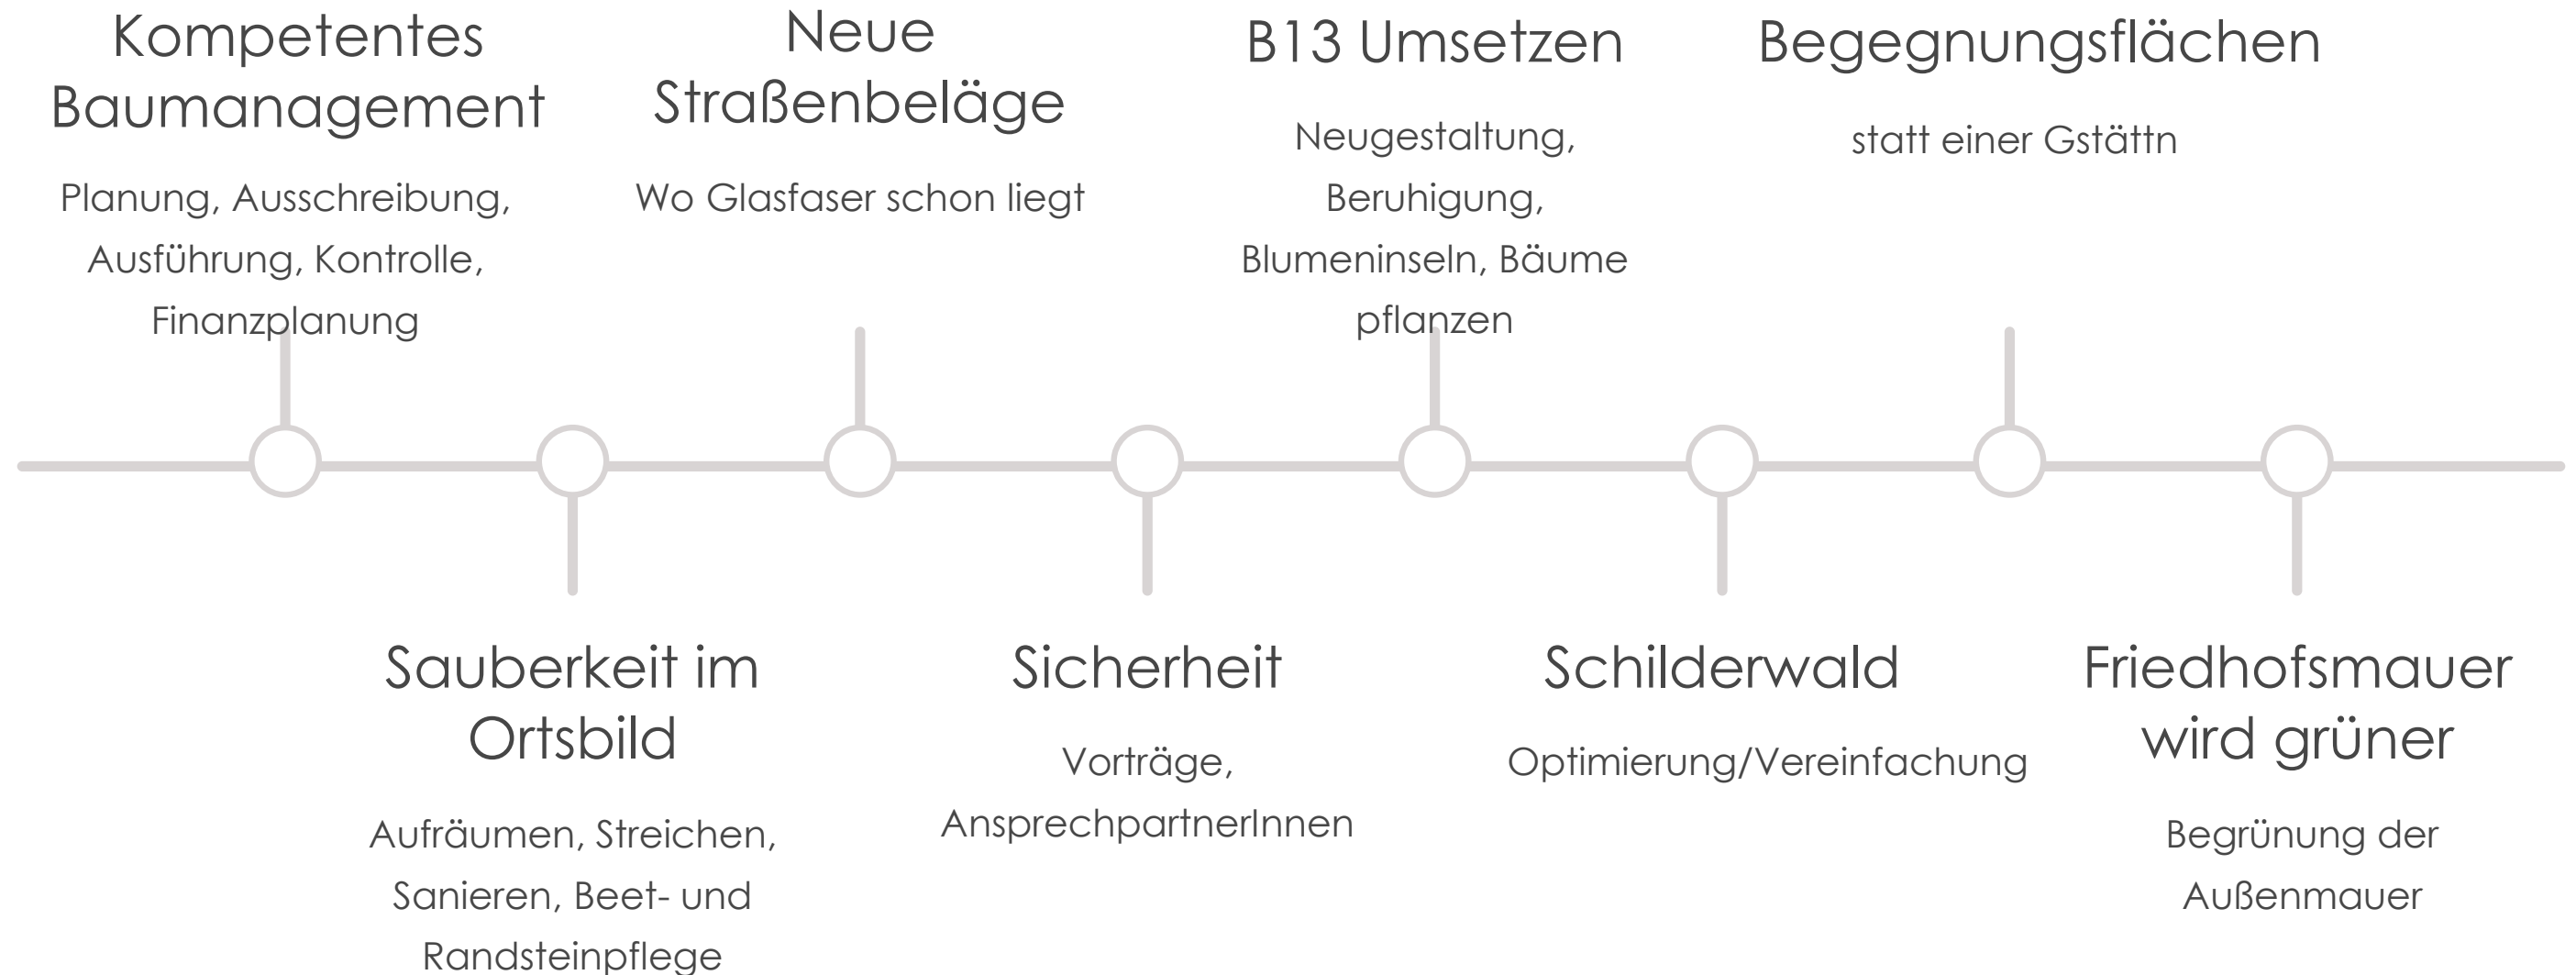 Kompetentes
Baumanagement
Planung, Ausschreibung,
Ausführung, Kontrolle,
Finanzplanung
Sauberkeit im
Ortsbild
Aufräumen, Streichen,
Sanieren, Beet- und
Randsteinpflege
Neue
Straßenbeläge
Wo Glasfaser schon liegt
Sicherheit
Vorträge,
AnsprechpartnerInnen
B13 Umsetzen
Neugestaltung,
Beruhigung,
Blumeninseln, Bäume
pflanzen
Schilderwald
Optimierung/Vereinfachung
Begegnungsflächen
statt einer Gstättn
Friedhofsmauer
wird grüner
Begrünung der
Außenmauer